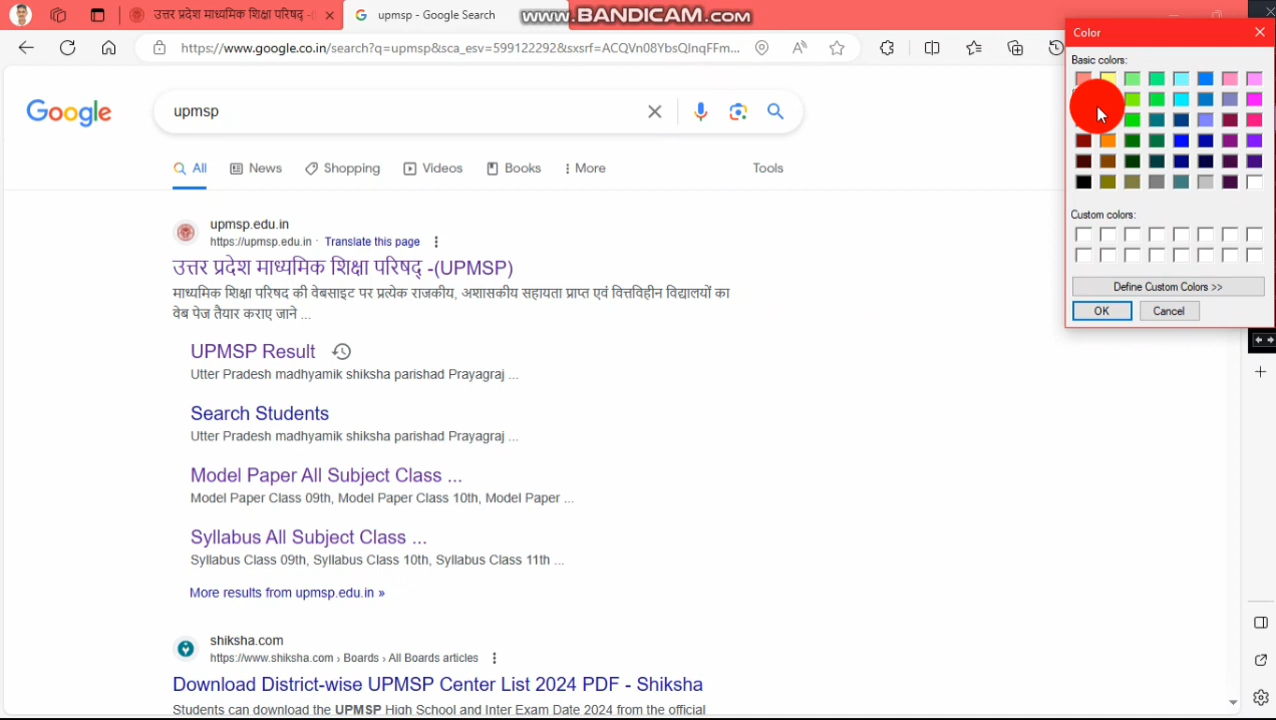 उत्तर प्रदेश माध्यमिक शिक्षा परिषद् -(
upmsp - Google Search
WWW.BANDICAM.COM
https://www.google.co.in/search?q=upmsp&sca_esv=599122292&sxsrf=ACQVn08YbsQlnqFFm...
Color
Basic colors:
Google
upmsp
All
News
Shopping
Videos
Books
More
Tools
upmsp.edu.in
https://upmsp.edu.in · Translate this page
उत्तर प्रदेश माध्यमिक शिक्षा परिषद् -(UPMSP)
माध्यमिक शिक्षा परिषद की वेबसाइट पर प्रत्येक राजकीय, अशासकीय सहायता प्राप्त एवं वित्तविहीन विद्यालयों का
वेब पेज तैयार कराए जाने ...
UPMSP Result
Utter Pradesh madhyamik shiksha parishad Prayagraj ...
Search Students
Utter Pradesh madhyamik shiksha parishad Prayagraj ...
Model Paper All Subject Class ...
Model Paper Class 09th, Model Paper Class 10th, Model Paper ...
Syllabus All Subject Class ...
Syllabus Class 09th, Syllabus Class 10th, Syllabus Class 11th ...
More results from upmsp.edu.in »
shiksha.com
https://www.shiksha.com › Boards › All Boards articles
Download District-wise UPMSP Center List 2024 PDF - Shiksha
Students can download the UPMSP High School and Inter Exam Date 2024 from the official
Custom colors:
Define Custom Colors >>
OK
Cancel